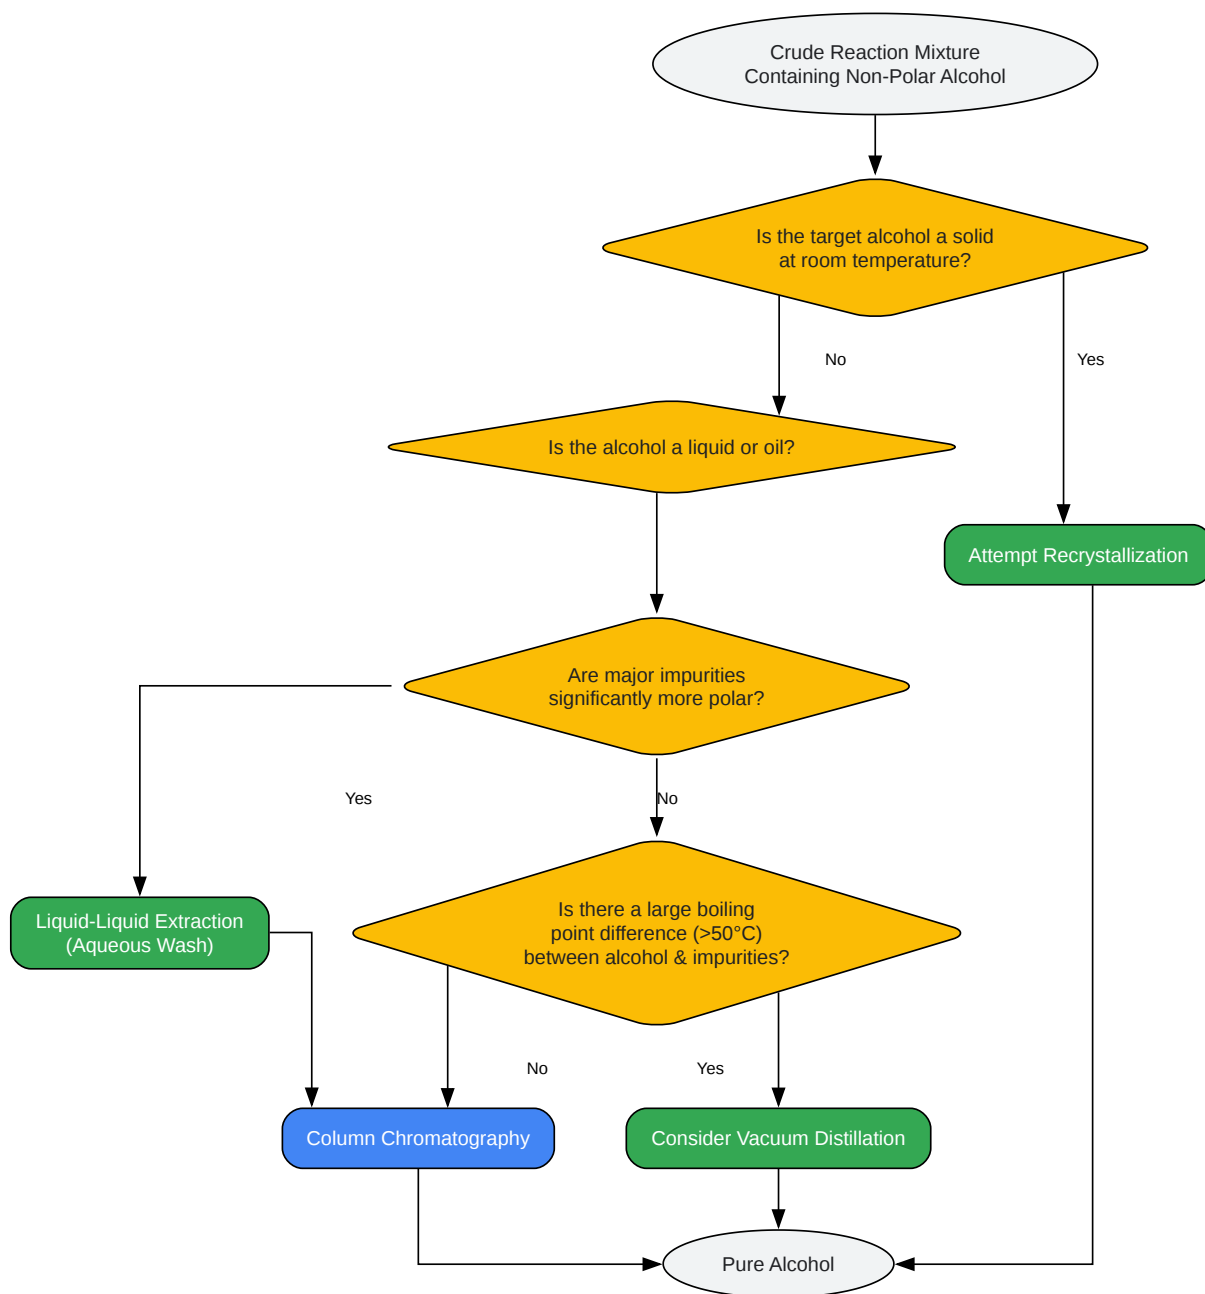 Crude Reaction Mixture
Containing Non-Polar Alcohol
Is the target alcohol a solid
at room temperature?
No
Yes
Is the alcohol a liquid or oil?
Attempt Recrystallization
Are major impurities
significantly more polar?
Yes
No
Liquid-Liquid Extraction
(Aqueous Wash)
Is there a large boiling
point difference (>50°C)
between alcohol & impurities?
No
Yes
Column Chromatography
Consider Vacuum Distillation
Pure Alcohol